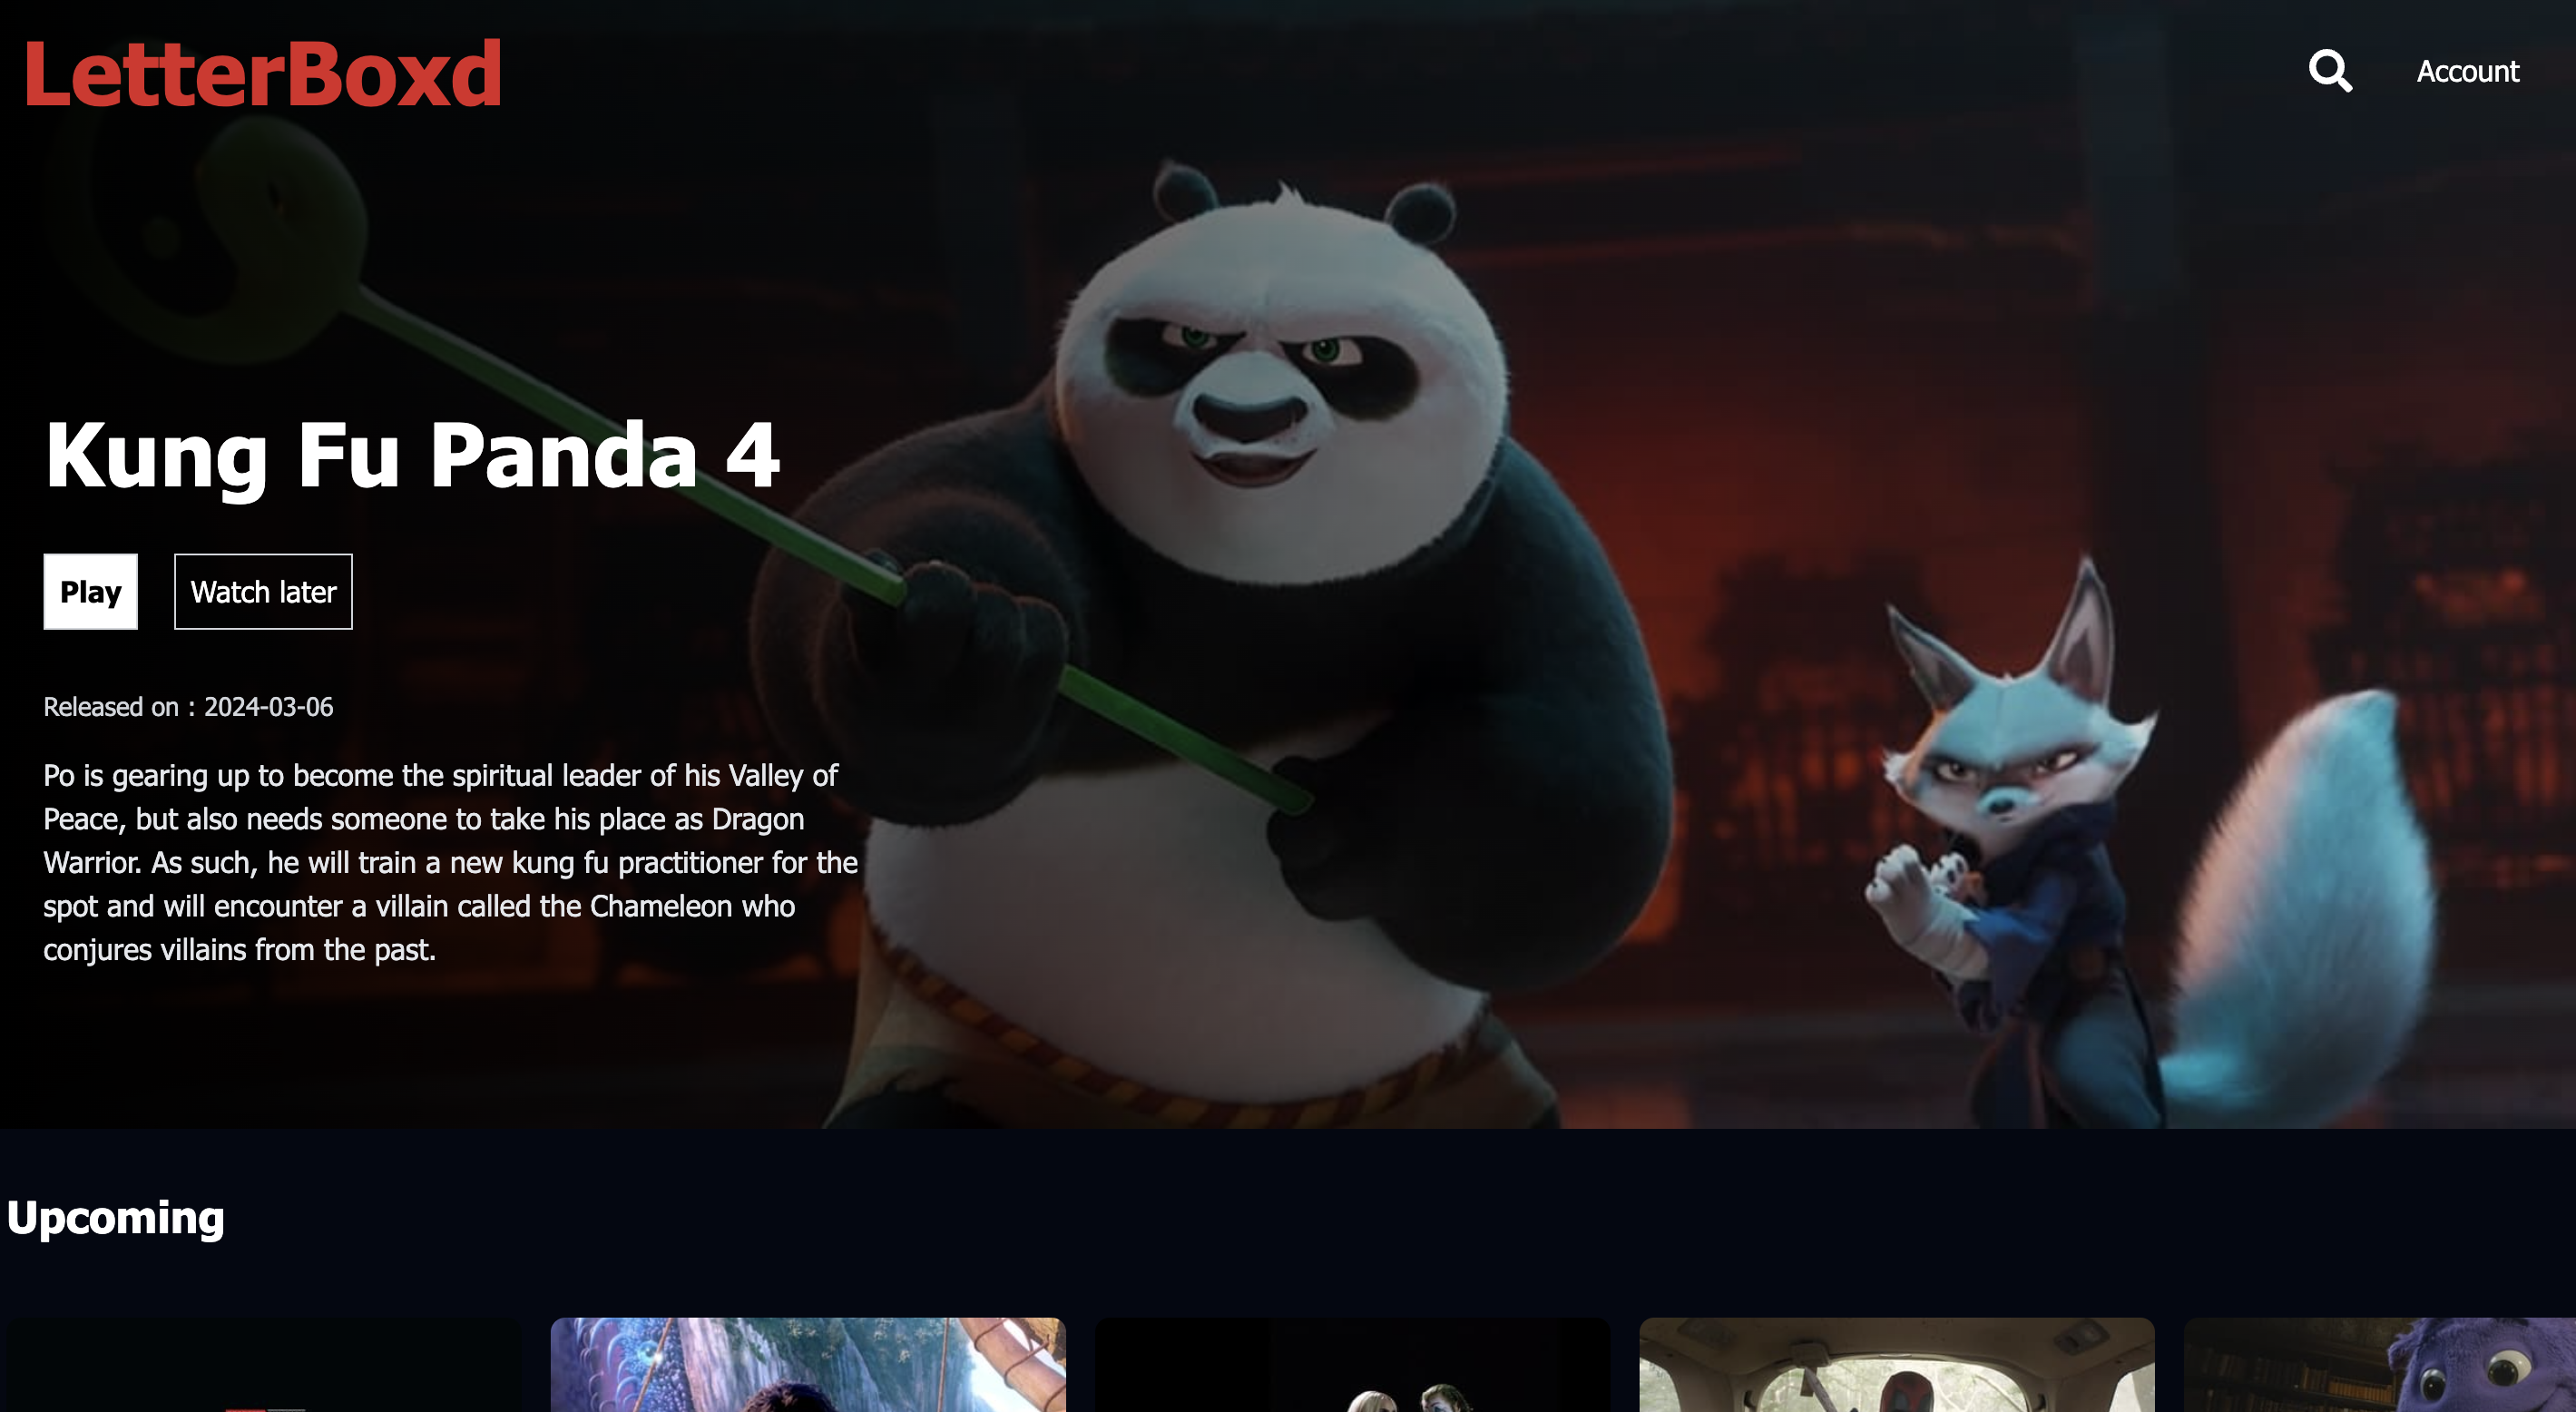 LetterBoxd
Account
Kung Fu Panda 4
Play
Watch later
Released on : 2024-03-06
Po is gearing up to become the spiritual leader of his Valley of
Peace, but also needs someone to take his place as Dragon
Warrior. As such, he will train a new kung fu practitioner for the
spot and will encounter a villain called the Chameleon who
conjures villains from the past.
Upcoming